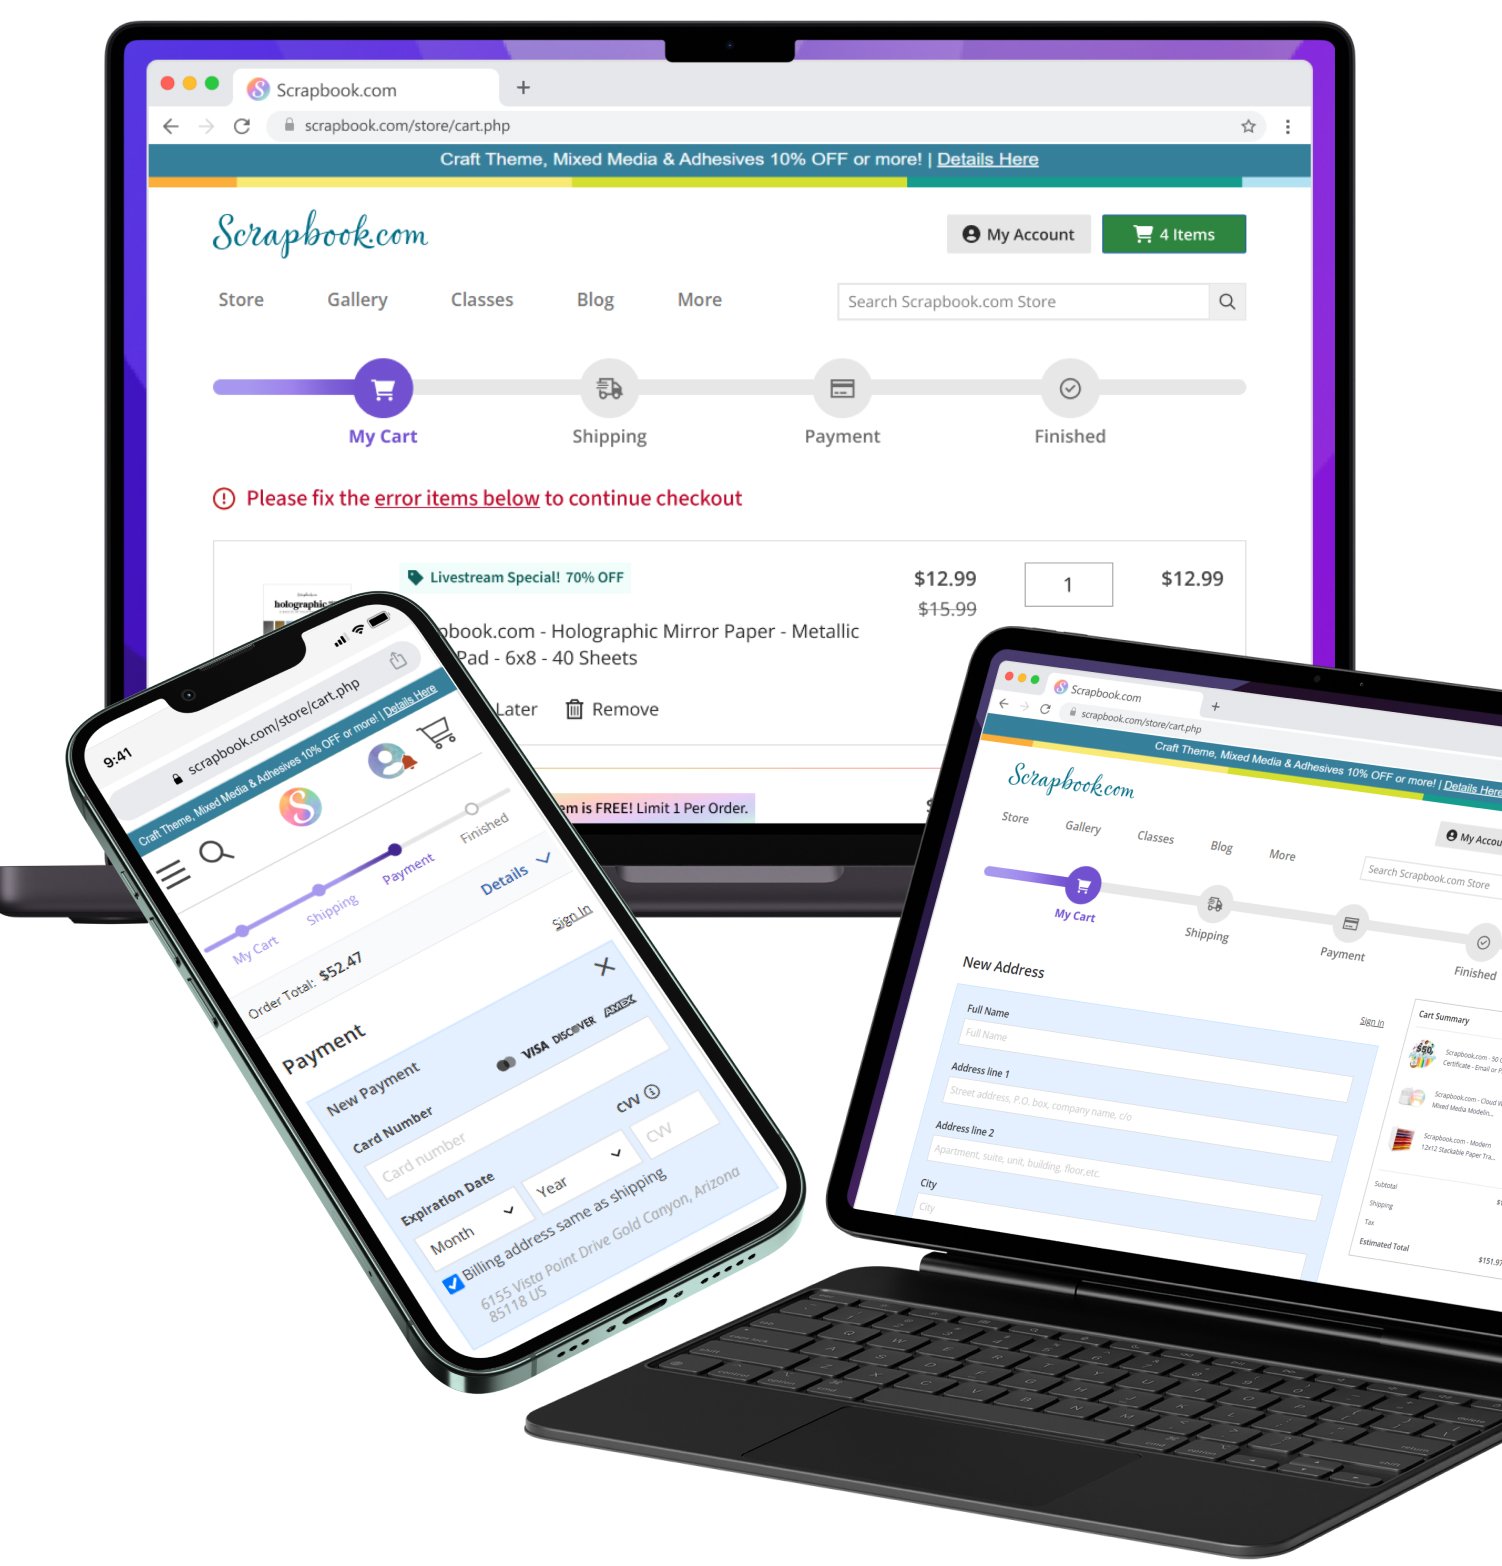 Scrapbook.com
scrapbook.com/store/cart.php
Craft Theme, Mixed Media & Adhesives 10% OFF or more! | Details Here
Scrapbook.com
My Account
4 Items
Store Gallery Classes Blog More
Search Scrapbook.com Store
My Cart Shipping Payment Finished
Please fix the error items below to continue checkout
Livestream Special! 70% OFF
$12.99 1 $12.99
$15.99
holographic
book.com - Holographic Mirror Paper - Metallic
Pad - 6x8 - 40 Sheets
Later Remove
em is FREE! Limit 1 Per Order.
$
9:41
scrapbook.com/store/cart.php
Craft Theme, Mixed Media & Adhesives 10% OFF or more! | Details Here
S
My Cart Shipping Payment Finished
Order Total: $52.47 Details
Sign In
Payment
New Payment
VISA DISCOVER AMEX
Card Number
Card number
Expiration Date CVV
Month Year CVV
Billing address same as shipping
6155 Vista Point Drive Gold Canyon, Arizona
85118 US
Scrapbook.com
scrapbook.com/store/cart.php
Craft Theme, Mixed Media & Adhesives 10% OFF or more! | Details Here
Scrapbook.com
My Accou
Store Gallery Classes Blog More
Search Scrapbook.com Store
My Cart Shipping Payment Finished
New Address
Sign In
Full Name
Full Name
Address line 1
Street address, P.O. box, company name, c/o
Address line 2
Apartment, suite, unit, building, floor,etc.
City
City
Cart Summary
$50
Scrapbook.com - 50
Certificate - Email or P
Scrapbook.com - Cloud W
Mixed Media Modelin...
Scrapbook.com - Modern
12x12 Stackable Paper Tra...
Subtotal
Shipping
Tax
Estimated Total
$151.97